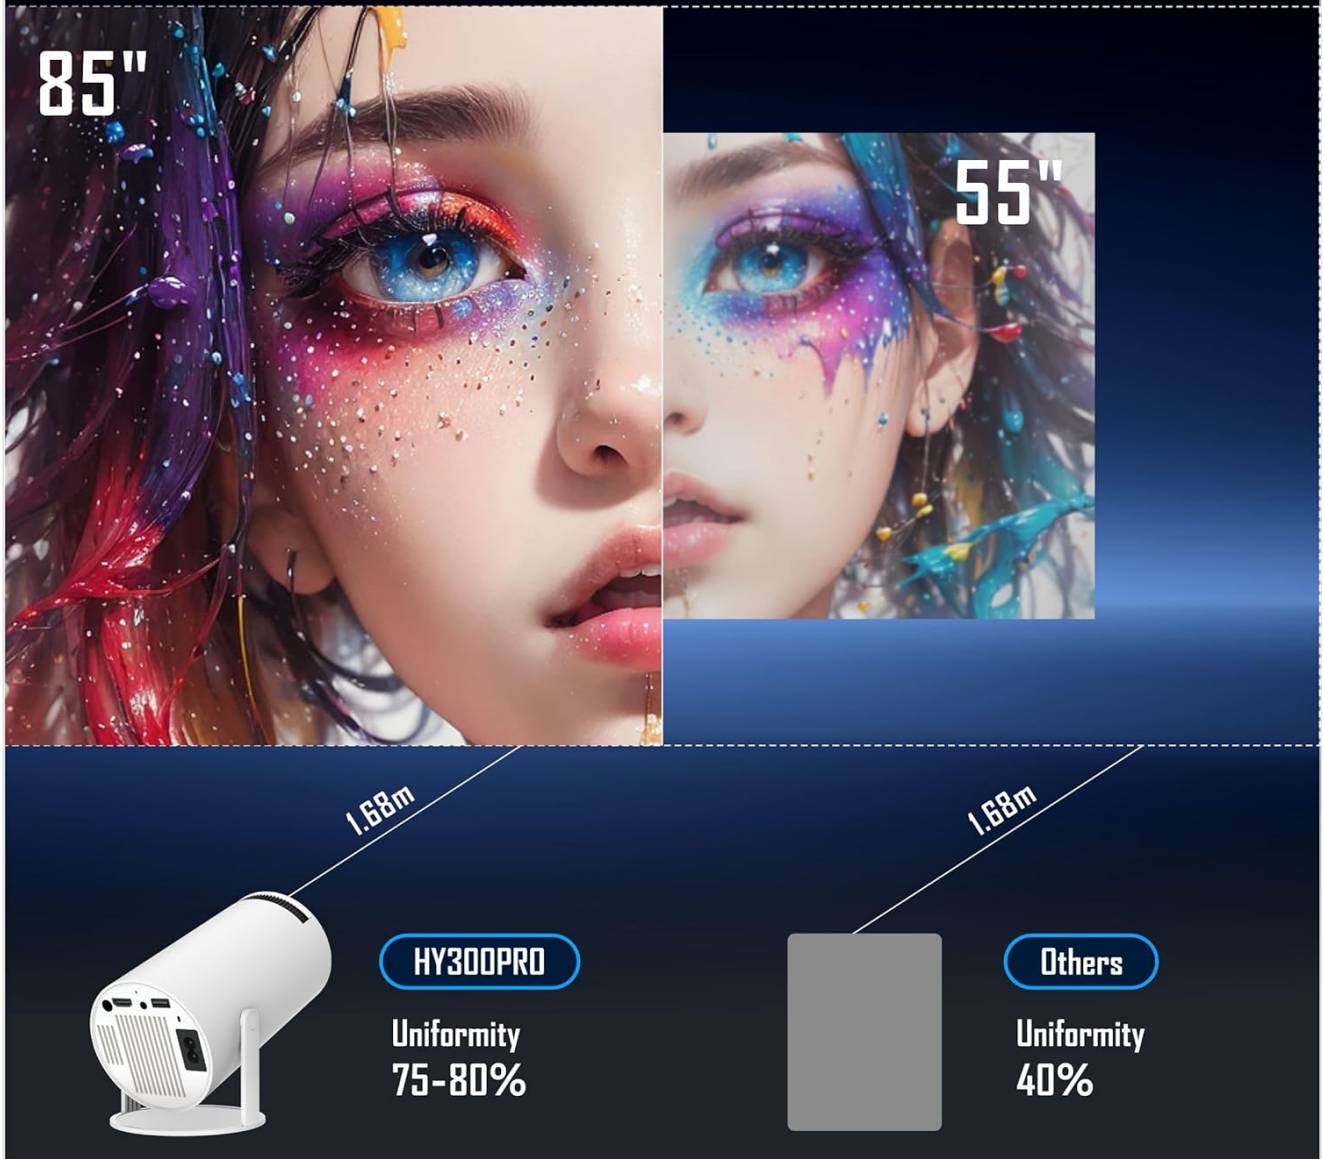 85"
55"
1.68m
1.68m
HY300PRO
Others
Uniformity
75-80%
Uniformity
40%